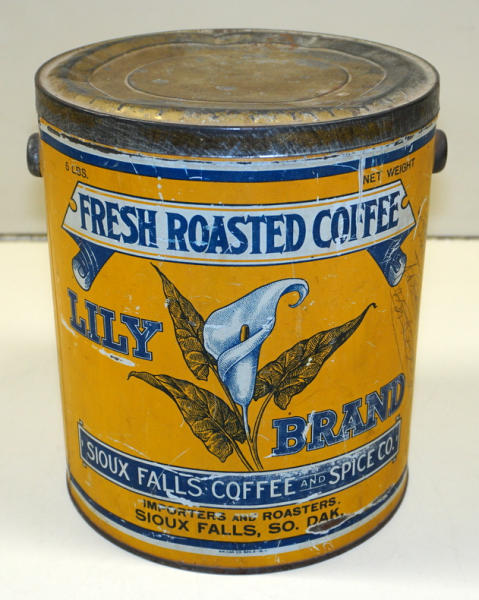 5 LBS. NET WEIGHT
FRESH ROASTED COFFEE
LILY
BRAND
SIOUX FALLS COFFEE AND SPICE CO.
IMPORTERS AND ROASTERS.
SIOUX FALLS, SO. DAK.